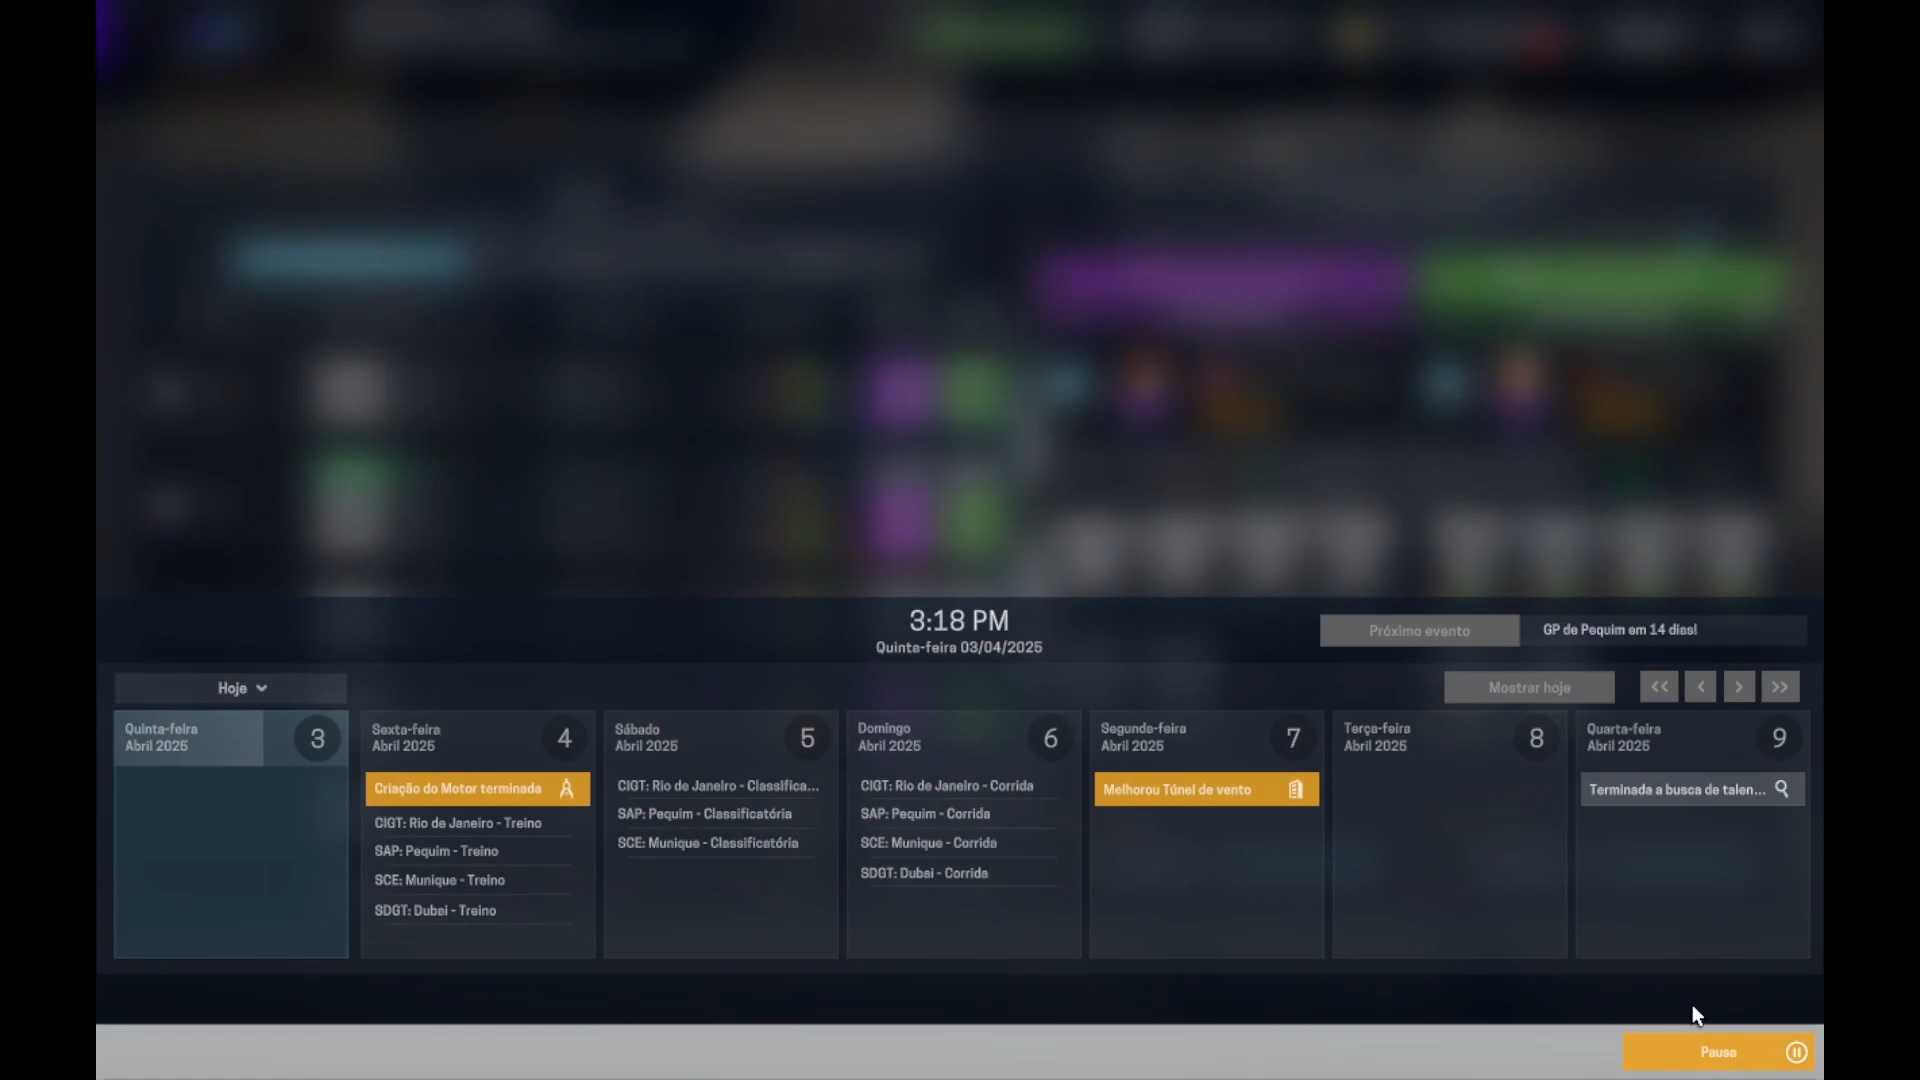 3:18 PM
Quinta-feira 03/04/2025
Próximo evento
GP de Pequim em 14 dias!
Hoje
Mostrar hoje
<<
<
>
>>
Quinta-feira
Abril 2025
3
Sexta-feira
Abril 2025
4
Criação do Motor terminada
CIGT: Rio de Janeiro - Treino
SAP: Pequim - Treino
SCE: Munique - Treino
SDGT: Dubai - Treino
Sábado
Abril 2025
5
CIGT: Rio de Janeiro - Classifica...
SAP: Pequim - Classificatória
SCE: Munique - Classificatória
Domingo
Abril 2025
6
CIGT: Rio de Janeiro - Corrida
SAP: Pequim - Corrida
SCE: Munique - Corrida
SDGT: Dubai - Corrida
Segunda-feira
Abril 2025
7
Melhorou Túnel de vento
Terça-feira
Abril 2025
8
Quarta-feira
Abril 2025
9
Terminada a busca de talen...
Pausa